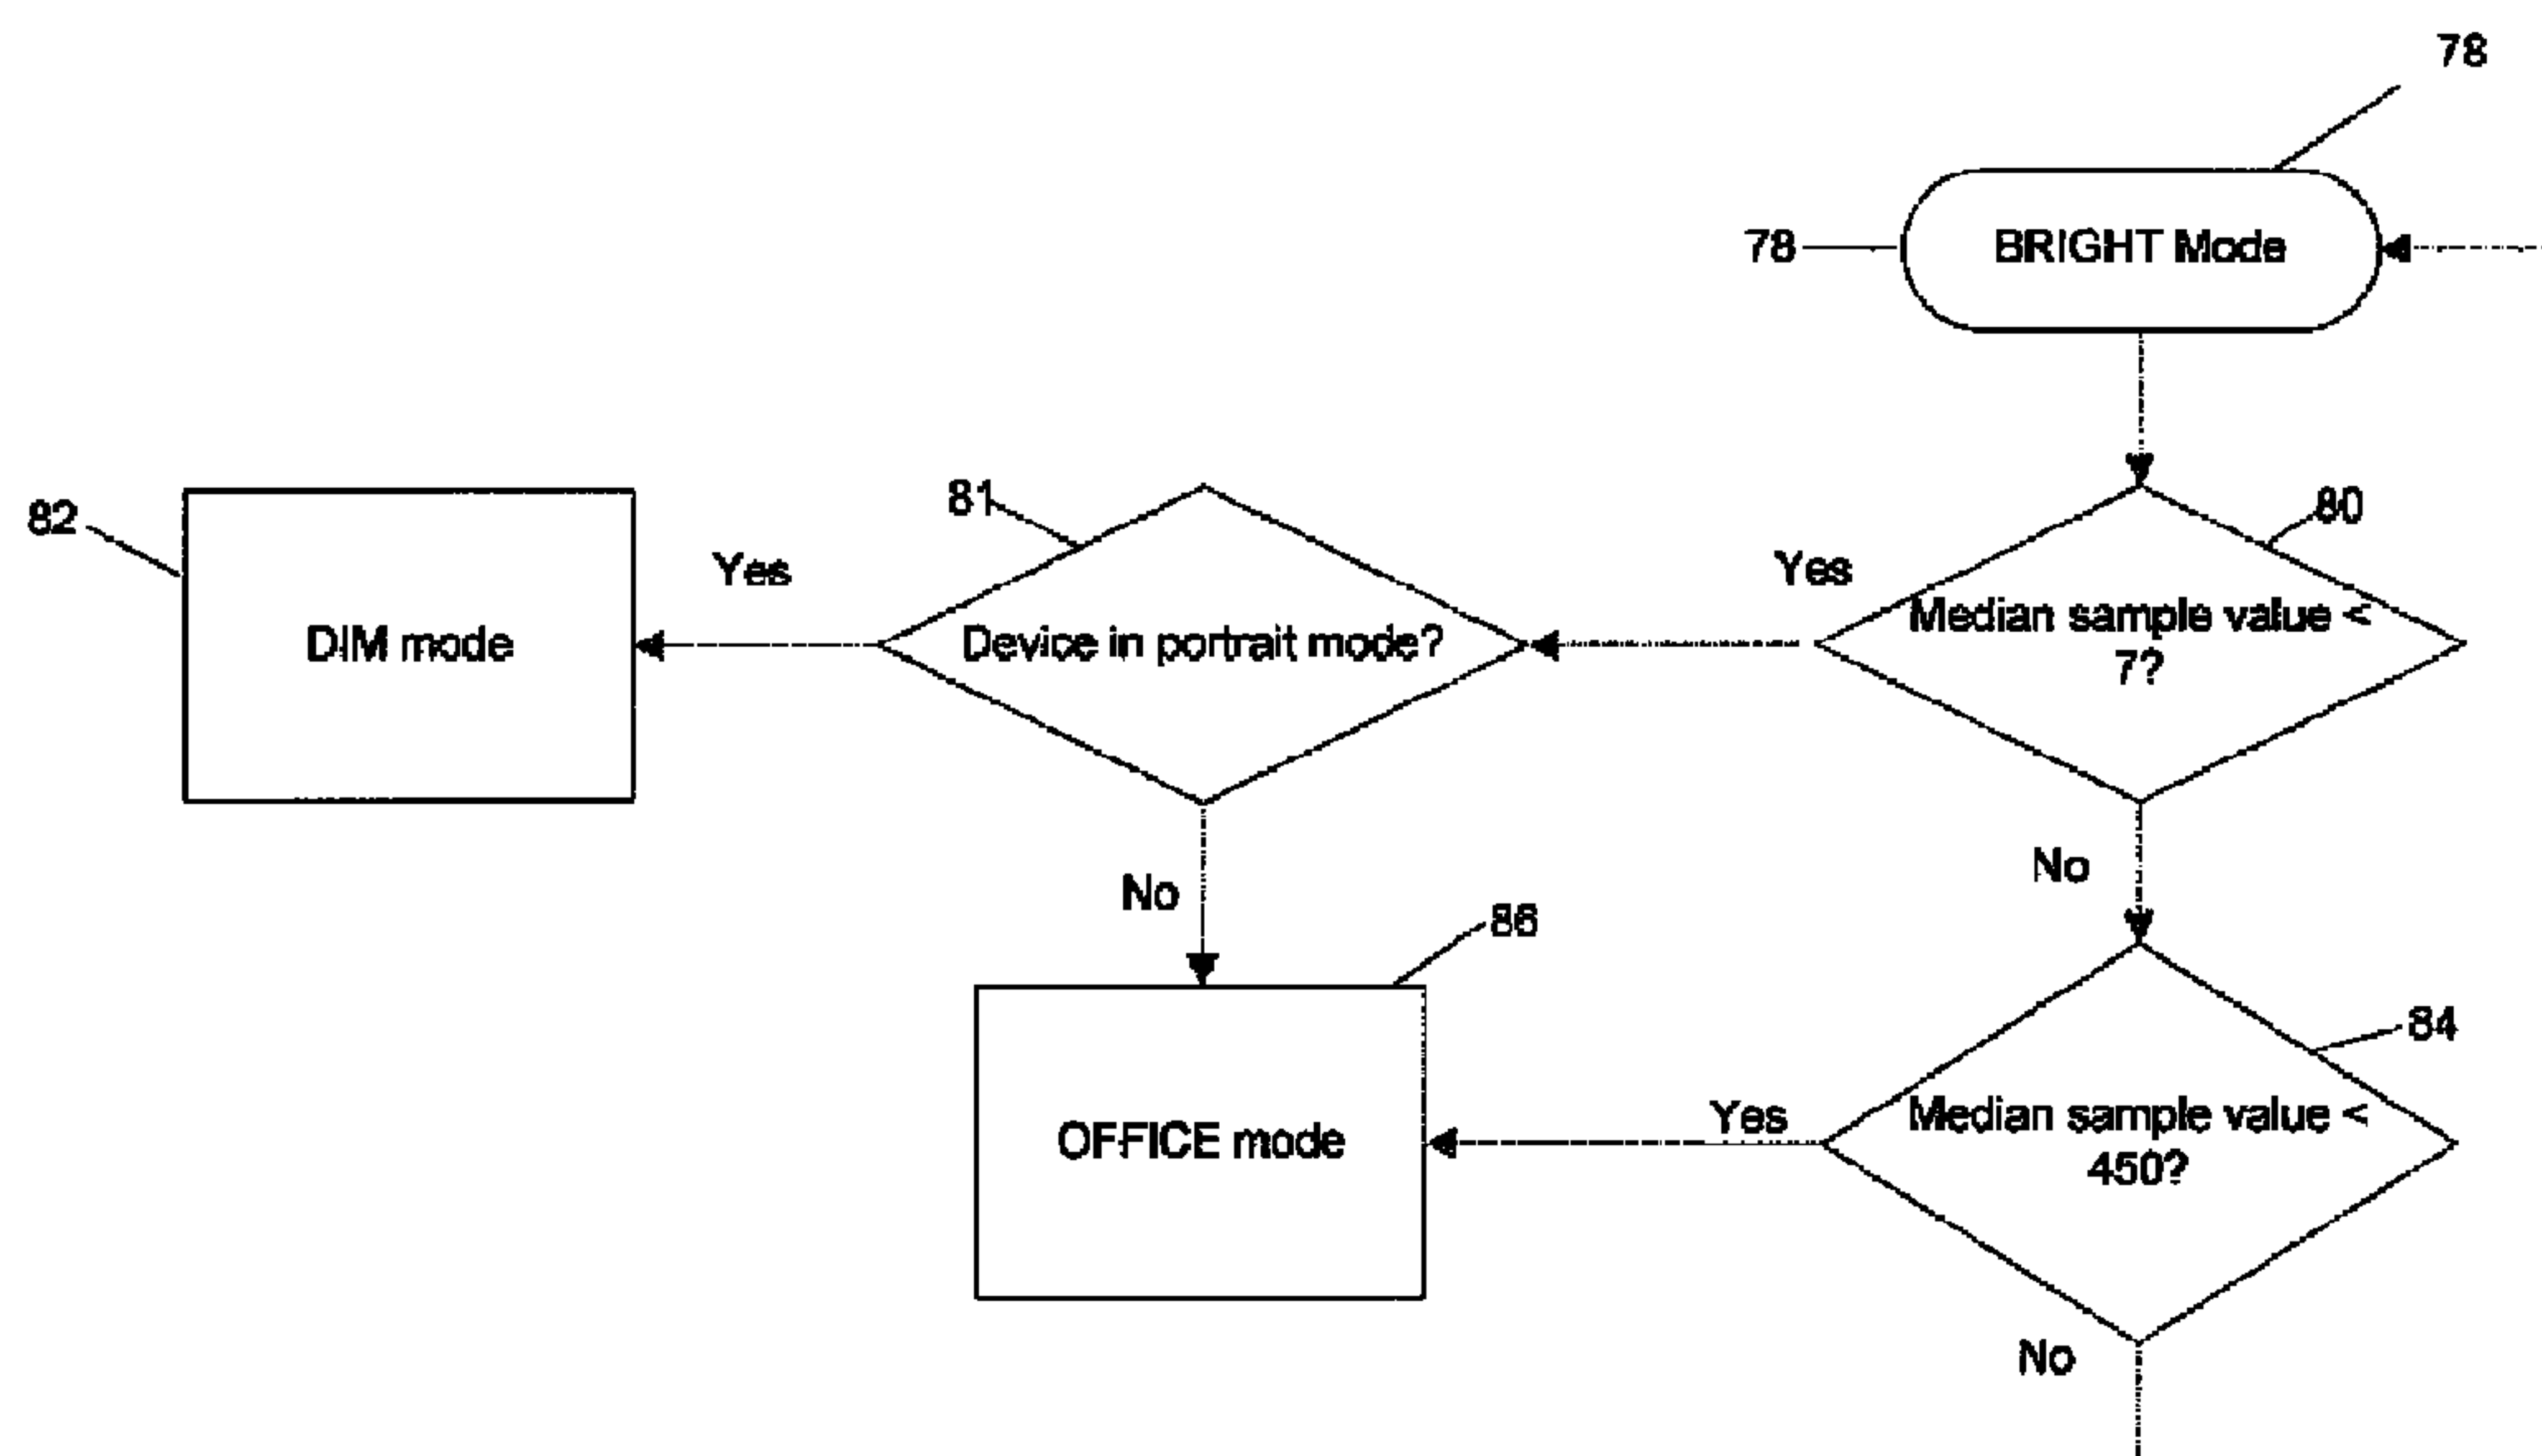 78
78
BRIGHT Mode
82
81
80
Yes
Yes
DIM mode
Device in portrait mode?
Median sample value <
7?
No
No
86
84
OFFICE mode
Yes
Median sample value <
450?
No